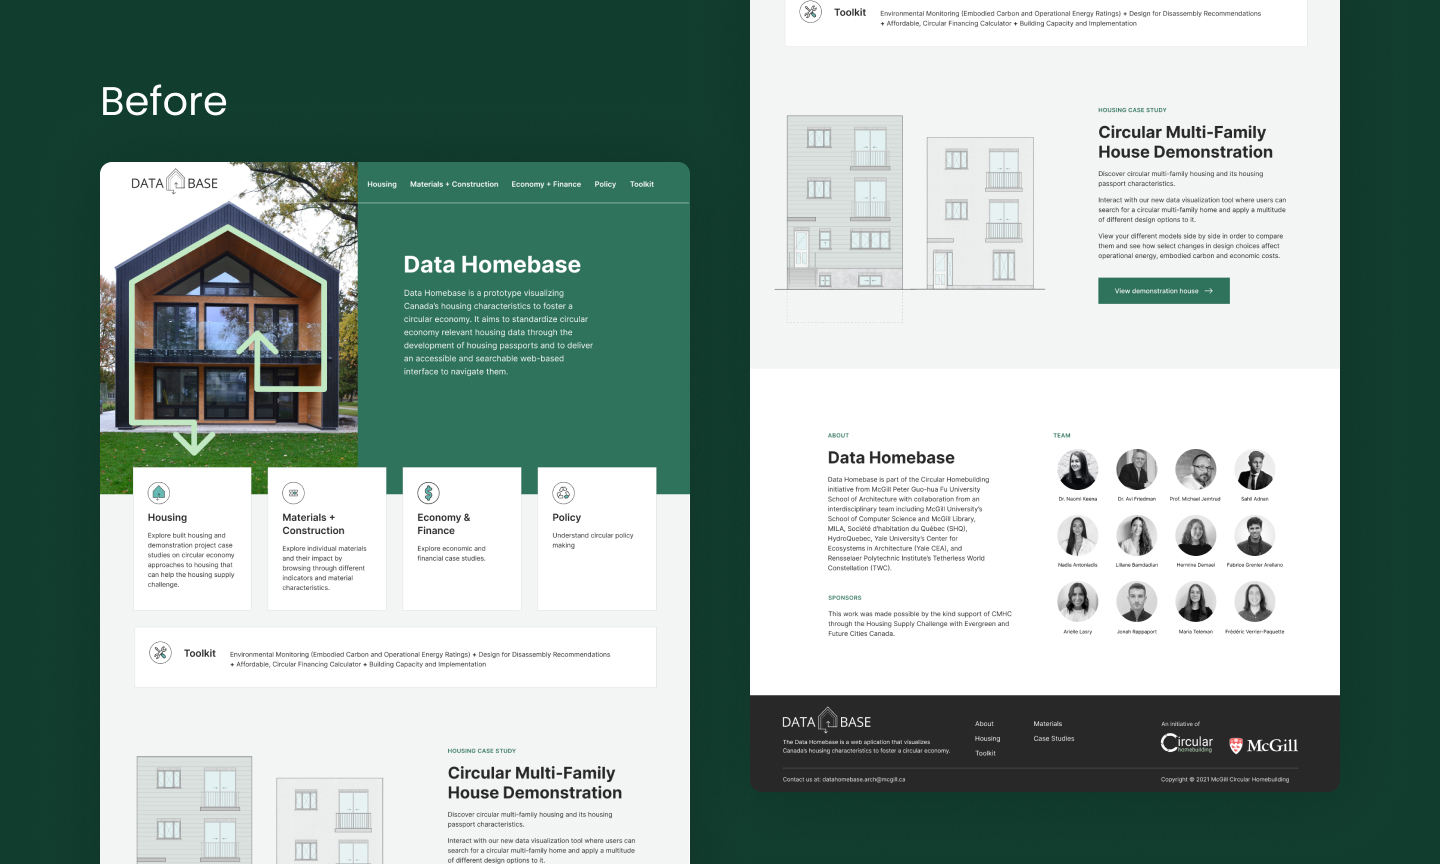 Before
DATA BASE
Housing Materials + Construction Economy + Finance Policy Toolkit
Data Homebase
Data Homebase is a prototype visualizing
Canada's housing characteristics to foster a
circular economy. It aims to standardize circular
economy relevant housing data through the
development of housing passports and to deliver
an accessible and searchable web-based
interface to navigate them.
Housing
Explore built housing and
demonstration project case
studies on circular economy
approaches to housing that
can help the housing supply
challenge.
Materials +
Construction
Explore individual materials
and their impact by
browsing through different
indicators and material
characteristics.
Economy &
Finance
Explore economic and
financial case studies.
Policy
Understand circular policy
making
Toolkit
Environmental Monitoring (Embodied Carbon and Operational Energy Ratings) + Design for Disassembly Recommendations
+ Affordable, Circular Financing Calculator + Building Capacity and Implementation
HOUSING CASE STUDY
Circular Multi-Family
House Demonstration
Discover circular multi-family housing and its housing
passport characteristics.
Interact with our new data visualization tool where users can
search for a circular multi-family home and apply a multitude
of different design options to it.
Toolkit
Environmental Monitoring (Embodied Carbon and Operational Energy Ratings) + Design for Disassembly Recommendations
+ Affordable, Circular Financing Calculator + Building Capacity and Implementation
HOUSING CASE STUDY
Circular Multi-Family
House Demonstration
Discover circular multi-family housing and its housing
passport characteristics.
Interact with our new data visualization tool where users can
search for a circular multi-family home and apply a multitude
of different design options to it.
View your different models side by side in order to compare
them and see how select changes in design choices affect
operational energy, embodied carbon and economic costs.
View demonstration house
ABOUT
Data Homebase
Data Homebase is part of the Circular Homebuilding
initiative from McGill Peter Guo-hua Fu University
School of Architecture with collaboration from an
interdisciplinary team including McGill University's
School of Computer Science and McGill Library,
MILA, Société d'habitation du Québec (SHQ),
HydroQuebec, Yale University's Center for
Ecosystems in Architecture (Yale CEA), and
Rensselaer Polytechnic Institute's Tetherless World
Constellation (TWC).
SPONSORS
This work was made possible by the kind support of CMHC
through the Housing Supply Challenge with Evergreen and
Future Cities Canada.
TEAM
Dr. Naomi Keena Dr. Avi Friedman Prof. Michael Jemtrud Sahil Adnan
Nadia Antoniadis Liliane Bamdadian Hermine Demaël Fabrice Grenier Arellano
Arielle Lasry Jonah Rappaport Maria Teleman Frédéric Verrier-Paquette
DATA BASE
The Data Homebase is a web aplication that visualizes
Canada's housing characteristics to foster a circular economy.
About
Housing
Toolkit
Materials
Case Studies
An initiative of
Circular
homebuilding
McGill
Contact us at: datahomebase.arch@mcgill.ca
Copyright © 2021 McGill Circular Homebuilding